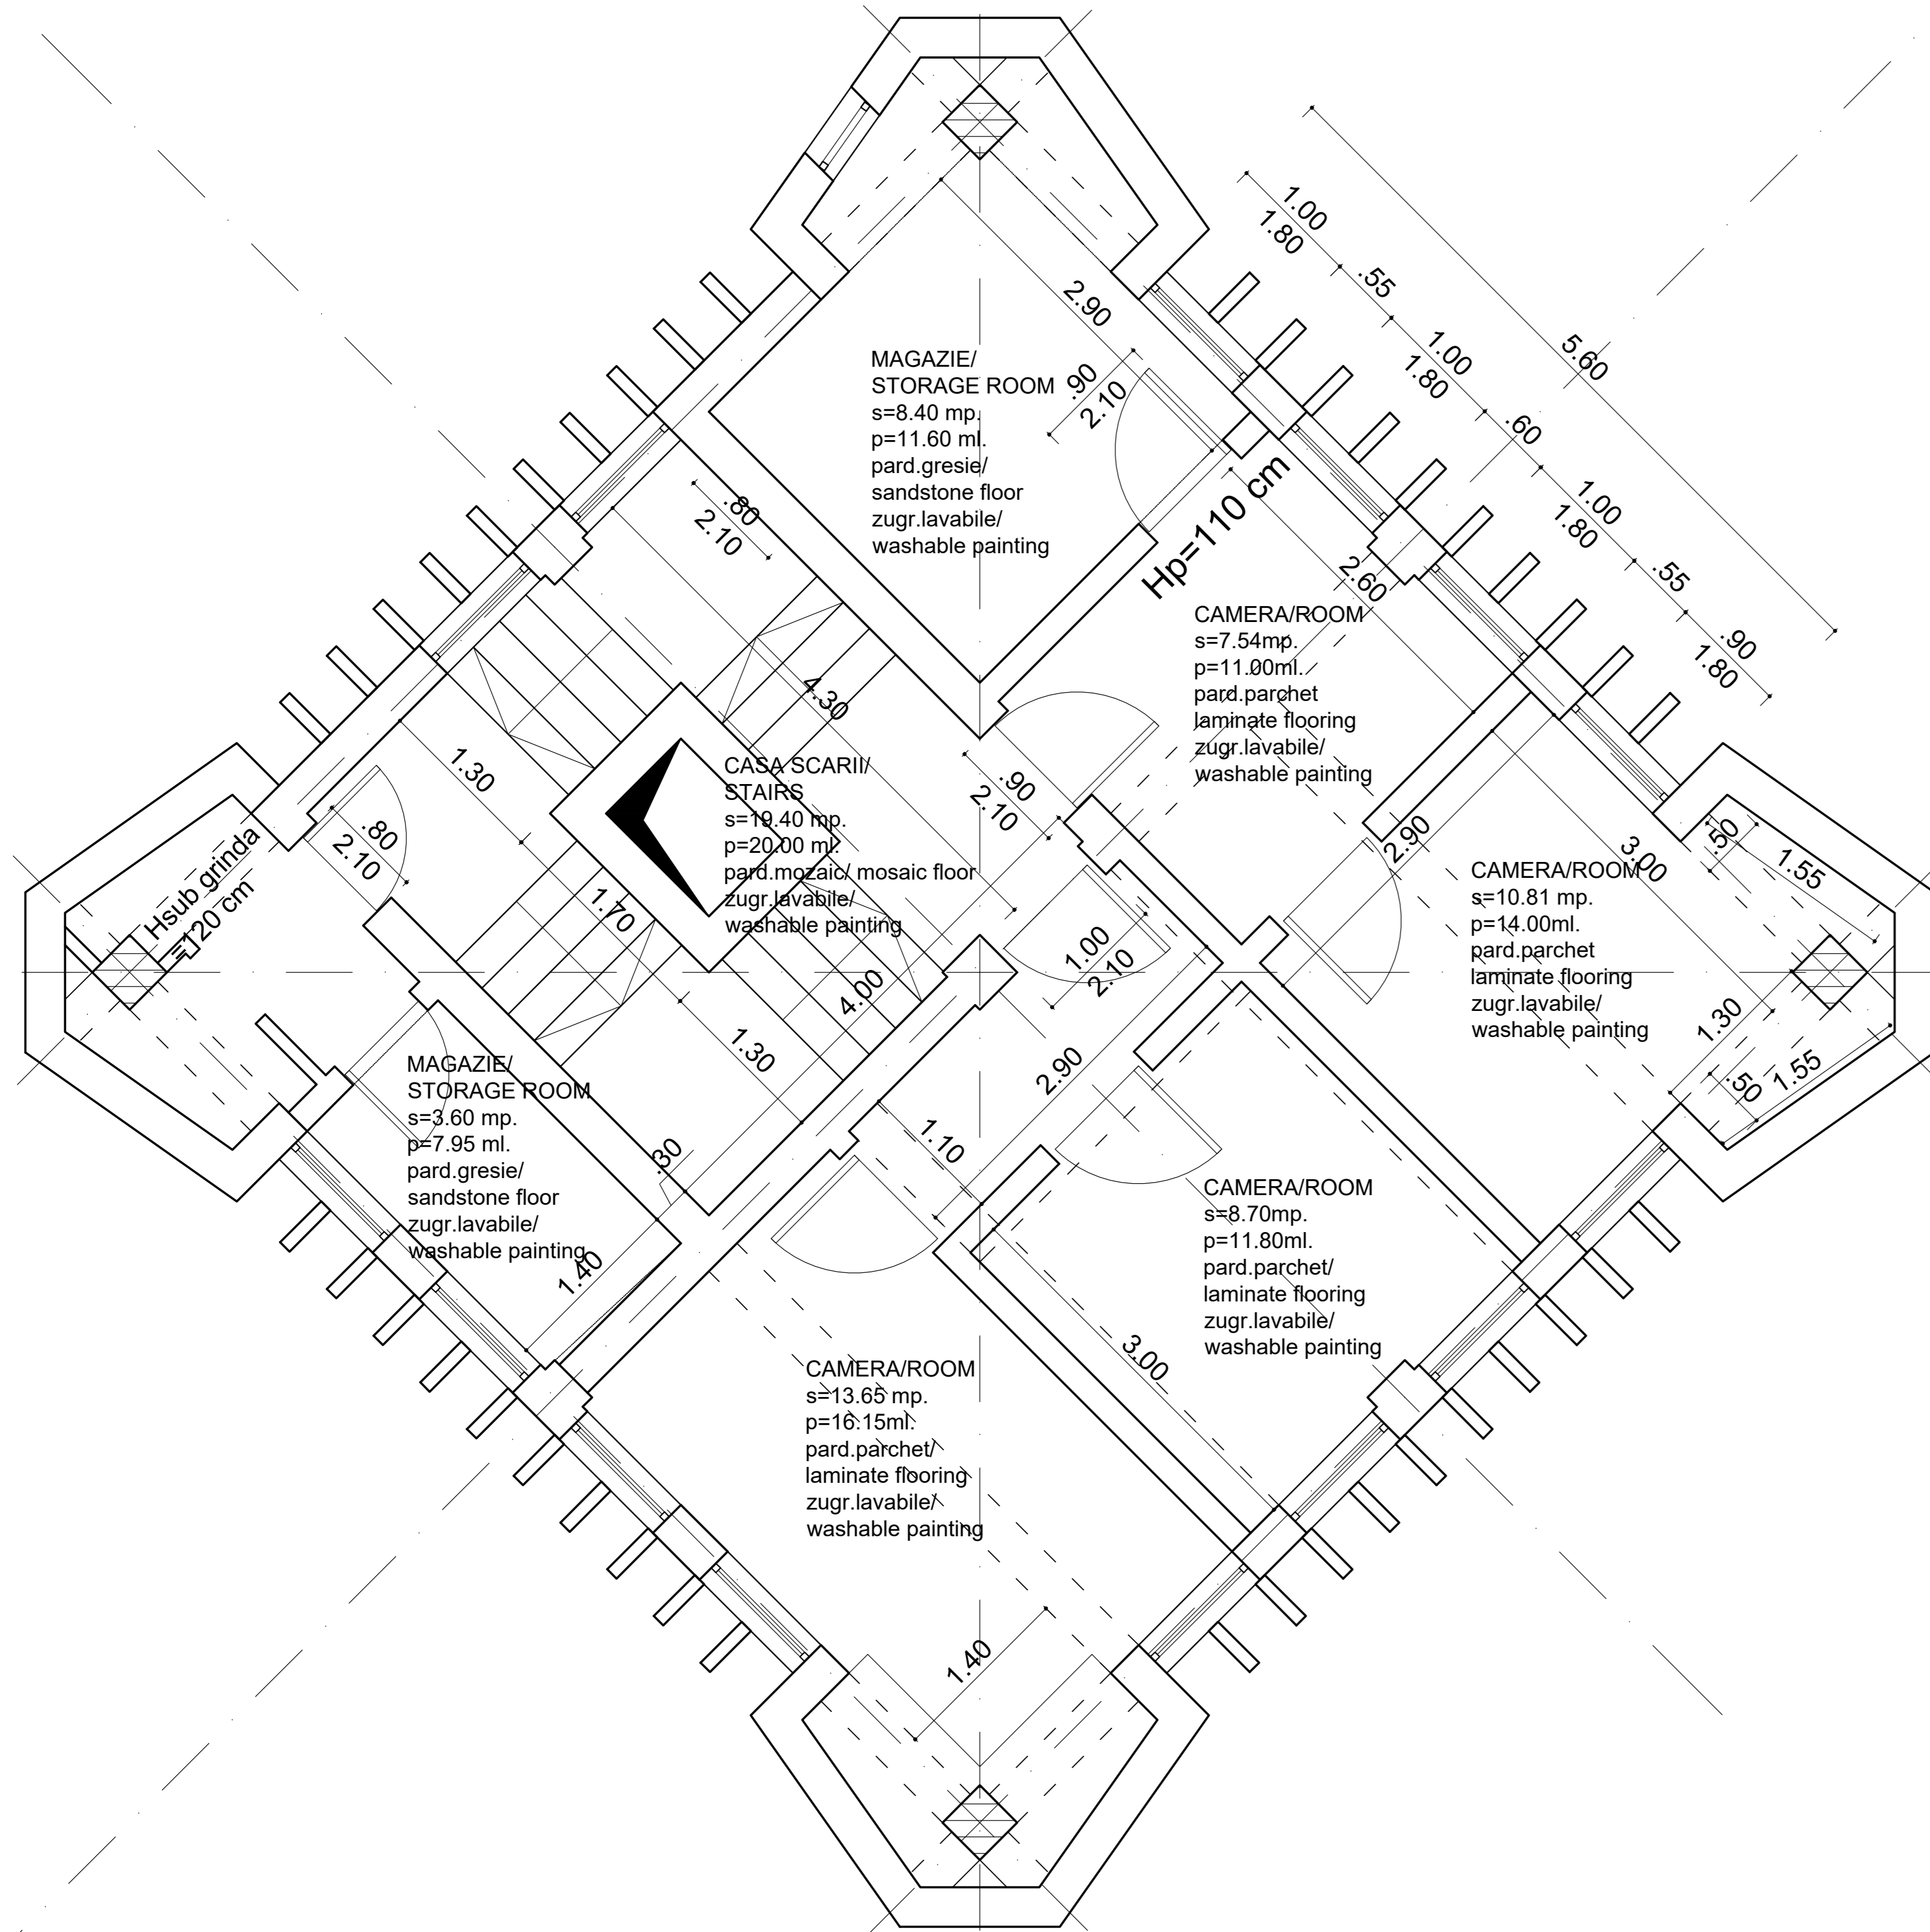 1.00
1.80
.55
1.00
1.80
5.60
.60
1.00
1.80
.55
.90
1.80
2.90
.90
2.10
MAGAZIE/
STORAGE ROOM
s=8.40 mp.
p=11.60 ml.
pard.gresie/
sandstone floor
zugr.lavabile/
washable painting
Hp=110 cm
.80
2.10
2.60
CAMERA/ROOM
s=7.54mp.
p=11.00ml.
pard.parchet
laminate flooring
zugr.lavabile/
washable painting
4.30
1.30
CASA SCARII/
STAIRS
s=19.40 mp.
p=20.00 ml.
pard.mozaic/ mosaic floor
zugr.lavabile/
washable painting
.90
2.10
.80
2.10
Hsub grinda
=120 cm
1.70
2.90
3.00
.50
1.55
CAMERA/ROOM
s=10.81 mp.
p=14.00ml.
pard.parchet
laminate flooring
zugr.lavabile/
washable painting
1.00
2.10
4.00
1.30
1.30
2.90
1.55
.50
MAGAZIE/
STORAGE ROOM
s=3.60 mp.
p=7.95 ml.
pard.gresie/
sandstone floor
zugr.lavabile/
washable painting
.30
1.10
1.40
CAMERA/ROOM
s=8.70mp.
p=11.80ml.
pard.parchet/
laminate flooring
zugr.lavabile/
washable painting
3.00
CAMERA/ROOM
s=13.65 mp.
p=16.15ml.
pard.parchet/
laminate flooring
zugr.lavabile/
washable painting
1.40